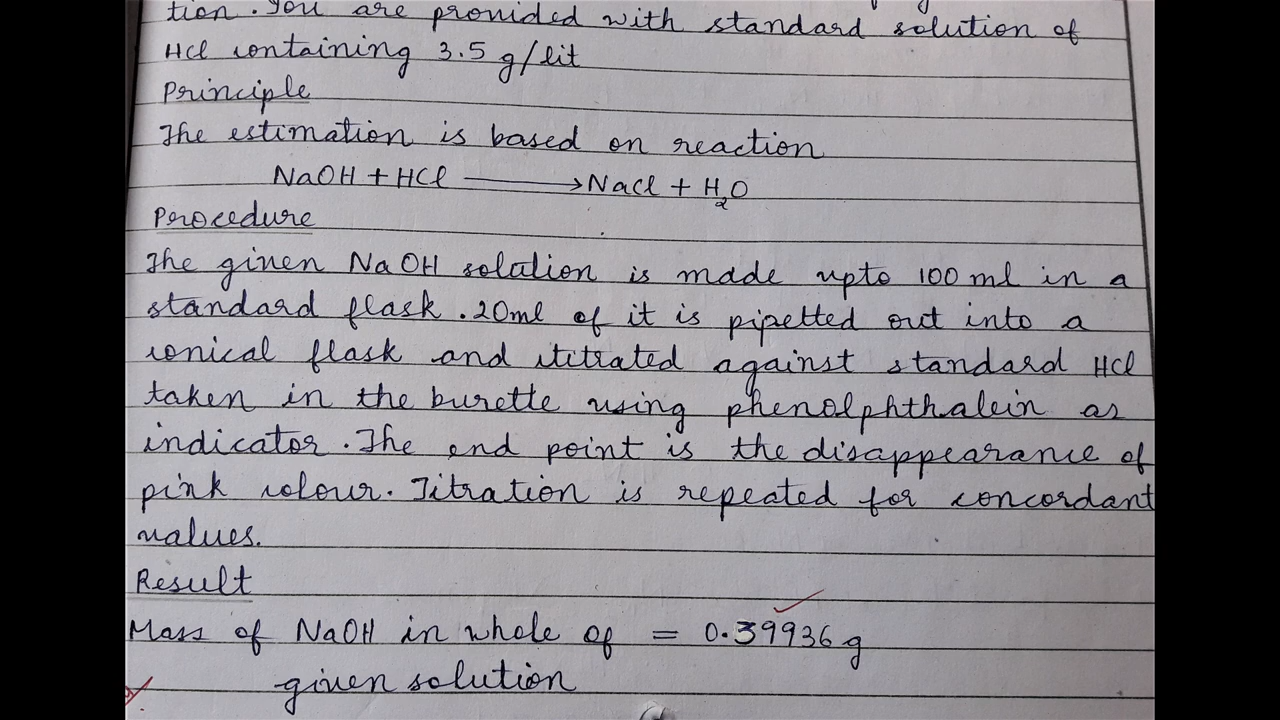 tion. You are provided with standard solution of
HCl containing 3.5 g/lit
Principle
The estimation is based on reaction
NaOH + HCl ⟶ NaCl + H₂O
Procedure
The given NaOH solution is made upto 100 ml in a
standard flask. 20ml of it is pipetted out into a
conical flask and titrated against standard HCl
taken in the burette using phenolphthalein as
indicator. The end point is the disappearance of
pink colour. Titration is repeated for concordant
values.
Result
Mass of NaOH in whole of = 0.39936 g
given solution